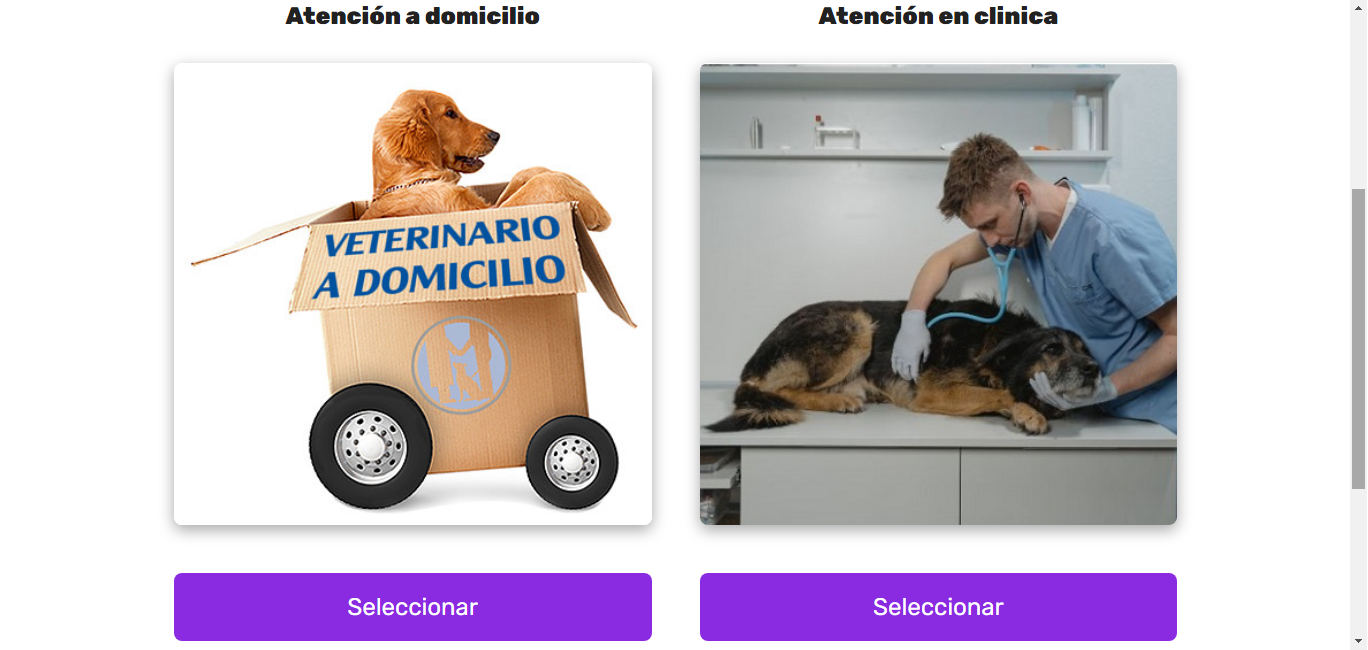 Atención a domicilio
Atención en clinica
VETERINARIO
A DOMICILIO
Seleccionar
Seleccionar